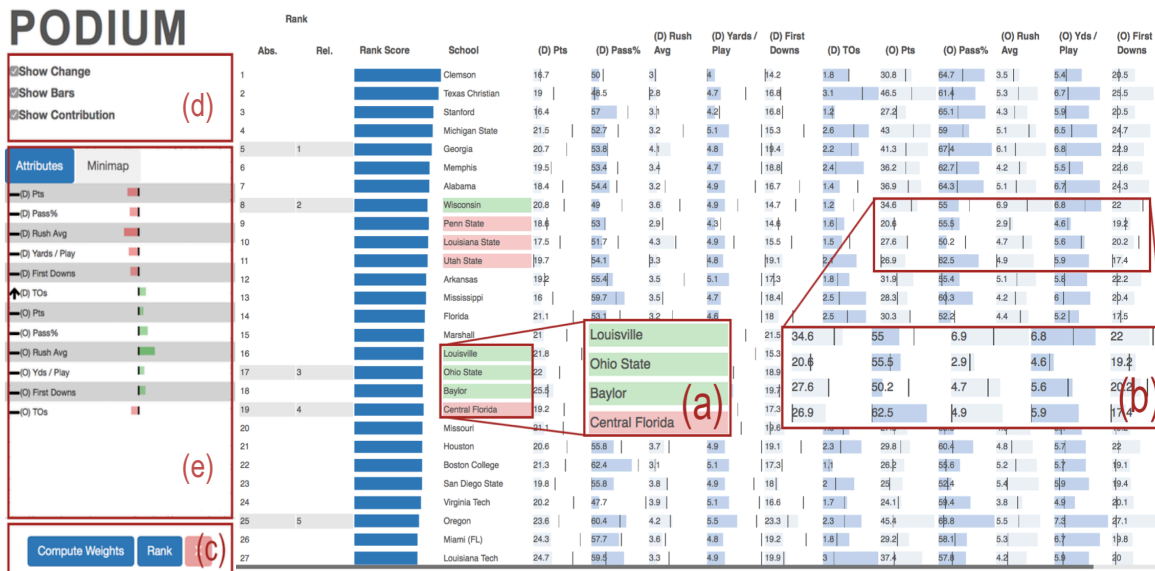 PODIUM
Show Change
Show Bars
Show Contribution
(d)
Attributes Minimap
(D) Pts
(D) Pass%
(D) Rush Avg
(D) Yards / Play
(D) First Downs
(D) TOs
(O) Pts
(O) Pass%
(O) Rush Avg
(O) Yds / Play
(O) First Downs
(O) TOs
(e)
Compute Weights Rank (c)
Rank
Abs. Rel. Rank Score School (D) Pts (D) Pass% (D) Rush Avg (D) Yards / Play (D) First Downs (D) TOs (O) Pts (O) Pass% (O) Rush Avg (O) Yds / Play (O) First Downs
1 Clemson 16.7 50 3 4 14.2 1.8 30.8 64.7 3.5 5.4 20.5
2 Texas Christian 19 48.5 2.8 4.7 16.8 3.1 46.5 61.4 5.3 6.7 25.5
3 Stanford 16.4 57 3.1 4.2 16.8 1.2 27.2 65.1 4.3 5.9 20.5
4 Michigan State 21.5 52.7 3.2 5.1 15.3 2.6 43 59 5.1 6.5 24.7
5 1 Georgia 20.7 53.8 4.1 4.8 19.4 2.2 41.3 67.4 6.1 6.8 22.9
6 Memphis 19.5 53.4 3.4 4.7 18.8 2.4 36.2 62.7 4.2 5.5 22.6
7 Alabama 18.4 54.4 3.2 4.9 16.7 1.4 36.9 64.3 5.1 6.7 24.3
8 2 Wisconsin 20.8 49 3.6 4.9 14.7 1.2 34.6 55 6.9 6.8 22
9 Penn State 18.6 53 2.9 4.3 14.6 1.6 20.6 55.5 2.9 4.6 19.2
10 Louisiana State 17.5 51.7 4.3 4.9 15.5 1.5 27.6 50.2 4.7 5.6 20.2
11 Utah State 19.7 54.1 3.3 4.8 19.1 2.1 26.9 62.5 4.9 5.9 17.4
12 Arkansas 19.2 55.4 3.5 5.1 17.3 1.8 31.9 55.4 5.1 5.8 22.2
13 Mississippi 16 59.7 3.5 4.7 18.4 2.5 28.3 60.3 4.2 6 20.4
14 Florida 21.1 53.1 3.2 4.6 18 2.5 30.3 52.2 4.4 5.2 17.5
15 Marshall 21 21.5
16 Louisville 21.8 15.3
17 3 Ohio State 22 18.9
18 Baylor 25.5 19.7
19 4 Central Florida 19.2 17.3
20 Missouri 21.1 19.6
21 Houston 20.6 55.8 3.7 4.9 19.1 2.3 29.8 60.4 4.8 5.7 22
22 Boston College 21.3 62.4 3.1 5.1 17.3 1.1 26.2 55.6 5.2 5.7 19.1
23 San Diego State 19.8 55.8 3.8 4.9 18 2 25 52.4 5.4 5.9 19.4
24 Virginia Tech 20.2 47.7 3.9 5.1 16.6 1.7 24.1 59.4 3.8 4.9 20.1
25 5 Oregon 23.6 60.4 4.2 5.5 23.3 2.3 45.4 68.8 5.5 7.3 27.1
26 Miami (FL) 24.3 57.7 3.6 4.8 19.2 1.8 29.2 58.1 5.3 6.7 19.8
27 Louisiana Tech 24.7 59.5 3.3 4.9 19.9 3 37.4 57.8 4.2 5.9 20
Louisville
Ohio State
Baylor
Central Florida
(a)
34.6 55 6.9 6.8 22
20.6 55.5 2.9 4.6 19.2
27.6 50.2 4.7 5.6 20.2
26.9 62.5 4.9 5.9 17.4
(b)